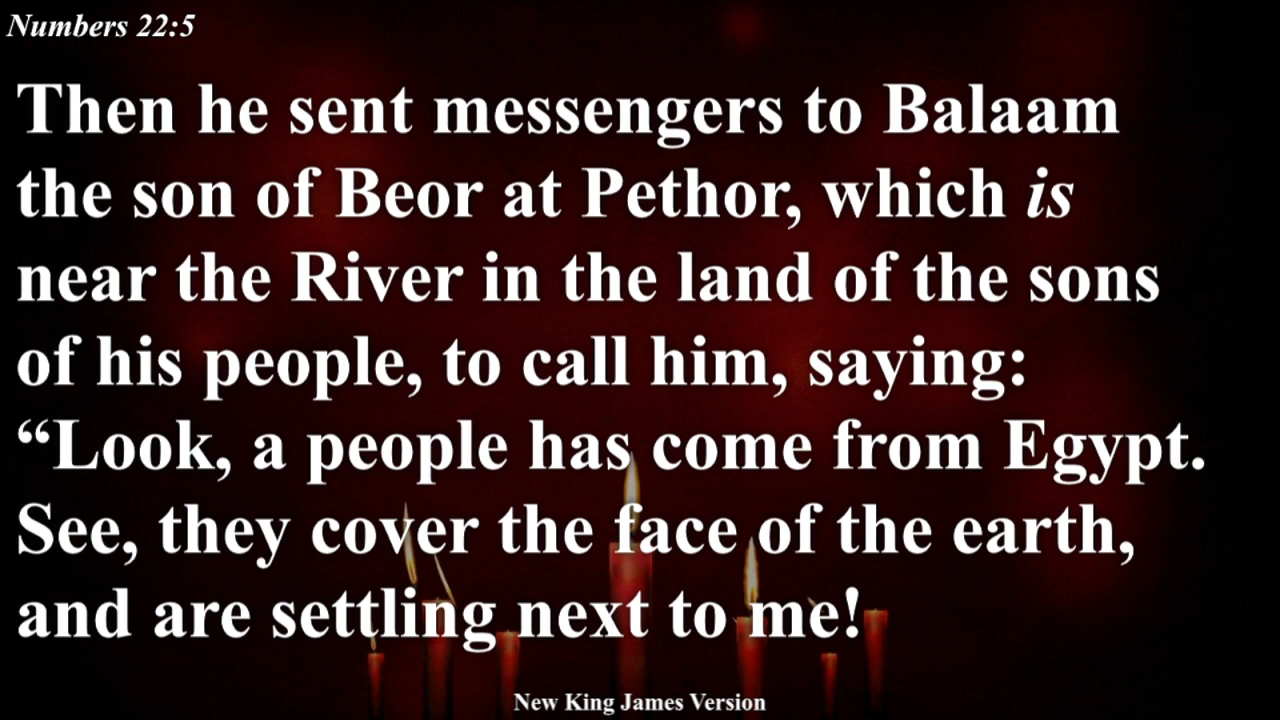 Numbers 22:5
Then he sent messengers to Balaam
the son of Beor at Pethor, which is
near the River in the land of the sons
of his people, to call him, saying:
“Look, a people has come from Egypt.
See, they cover the face of the earth,
and are settling next to me!
New King James Version